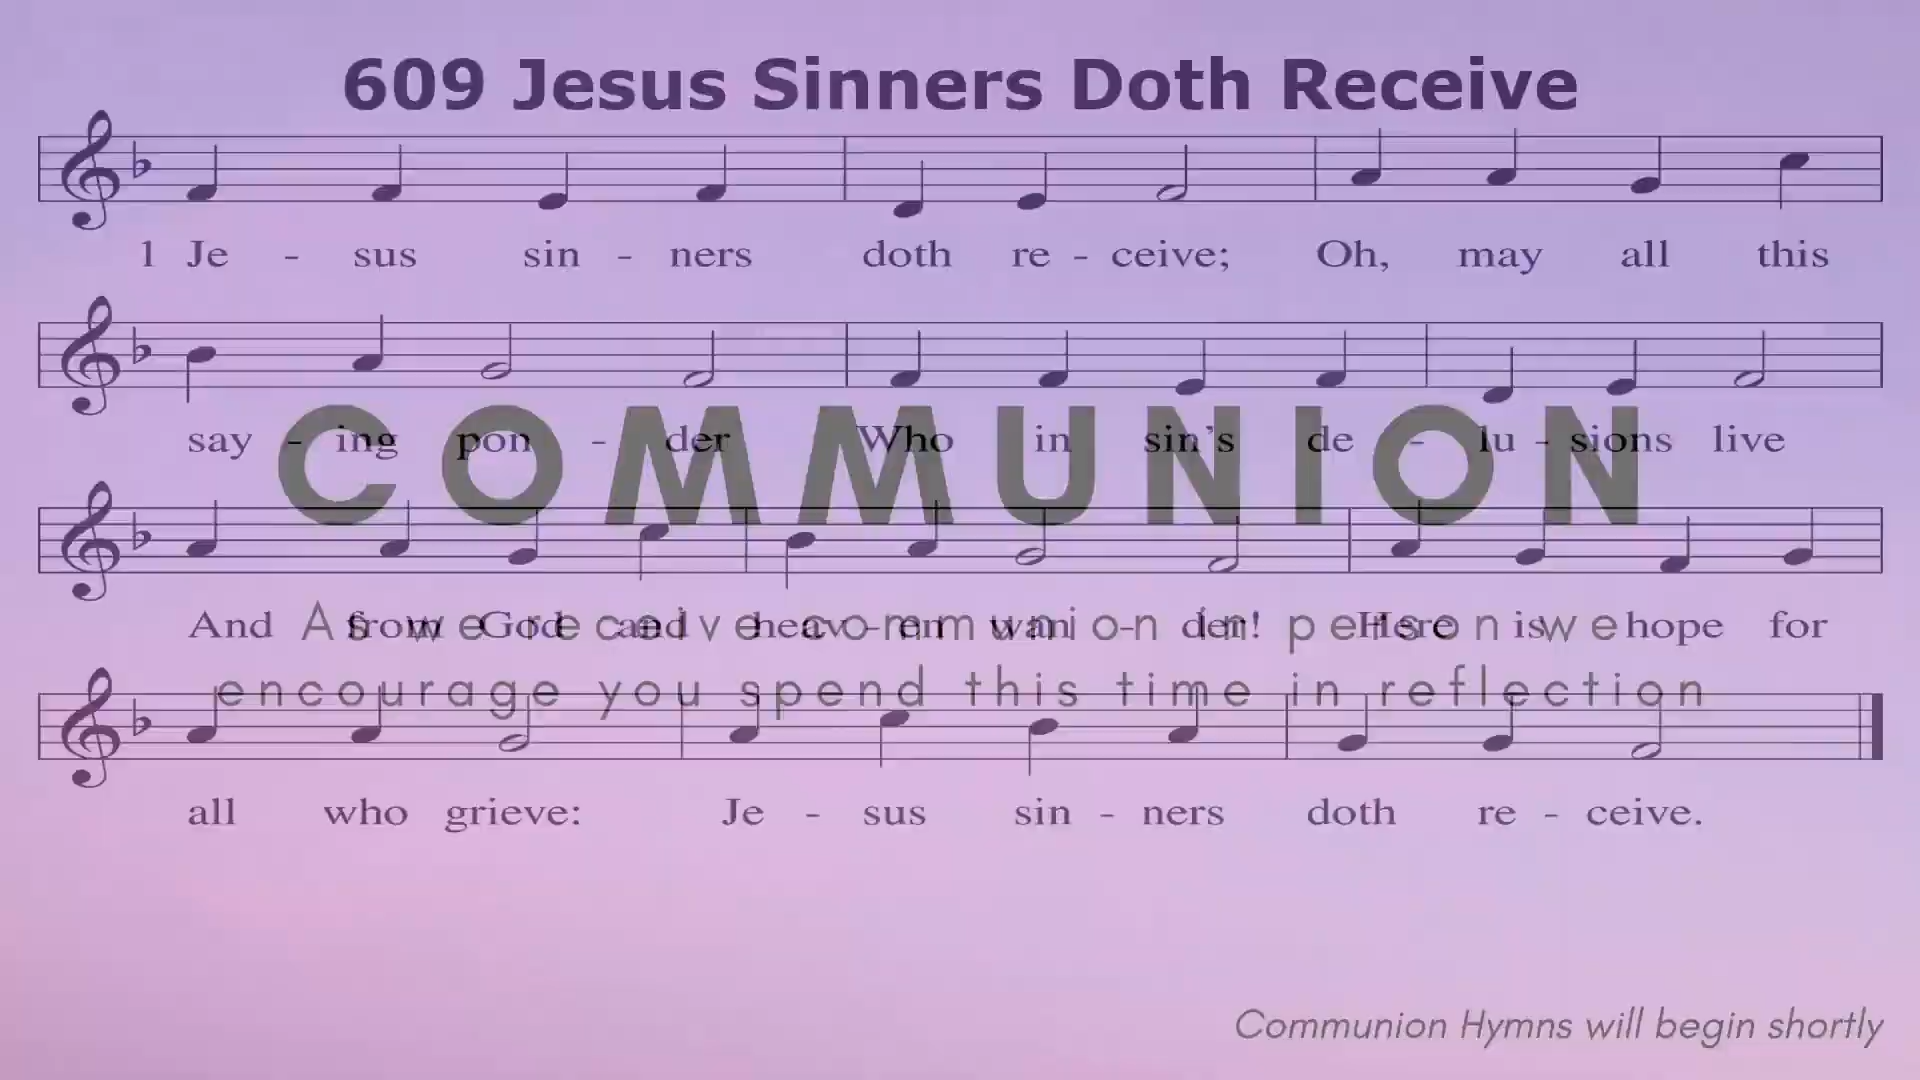 609 Jesus Sinners Doth Receive
1 Je - sus sin - ners doth re - ceive; Oh, may all this
say - ing pon - der Who in sin's de - lu - sions live
COMMUNION
And from God and heav - en wan - der! Here is hope for
As we receive communion in person we
encourage you spend this time in reflection
all who grieve: Je - sus sin - ners doth re - ceive.
Communion Hymns will begin shortly